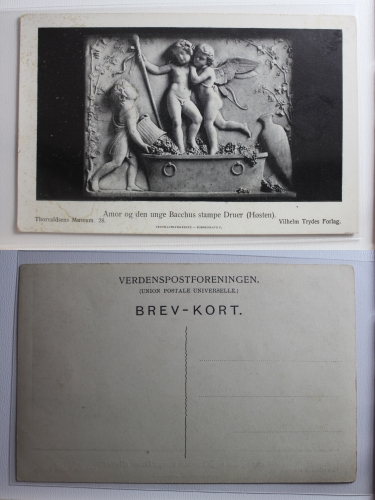 Amor og den unge Bacchus stampe Druer (Høsten).
Thorvaldsens Museum. 28.
Vilhelm Trydes Forlag.
VERDENSPOSTFORENINGEN.
(UNION POSTALE UNIVERSELLE.)
BREV-KORT.